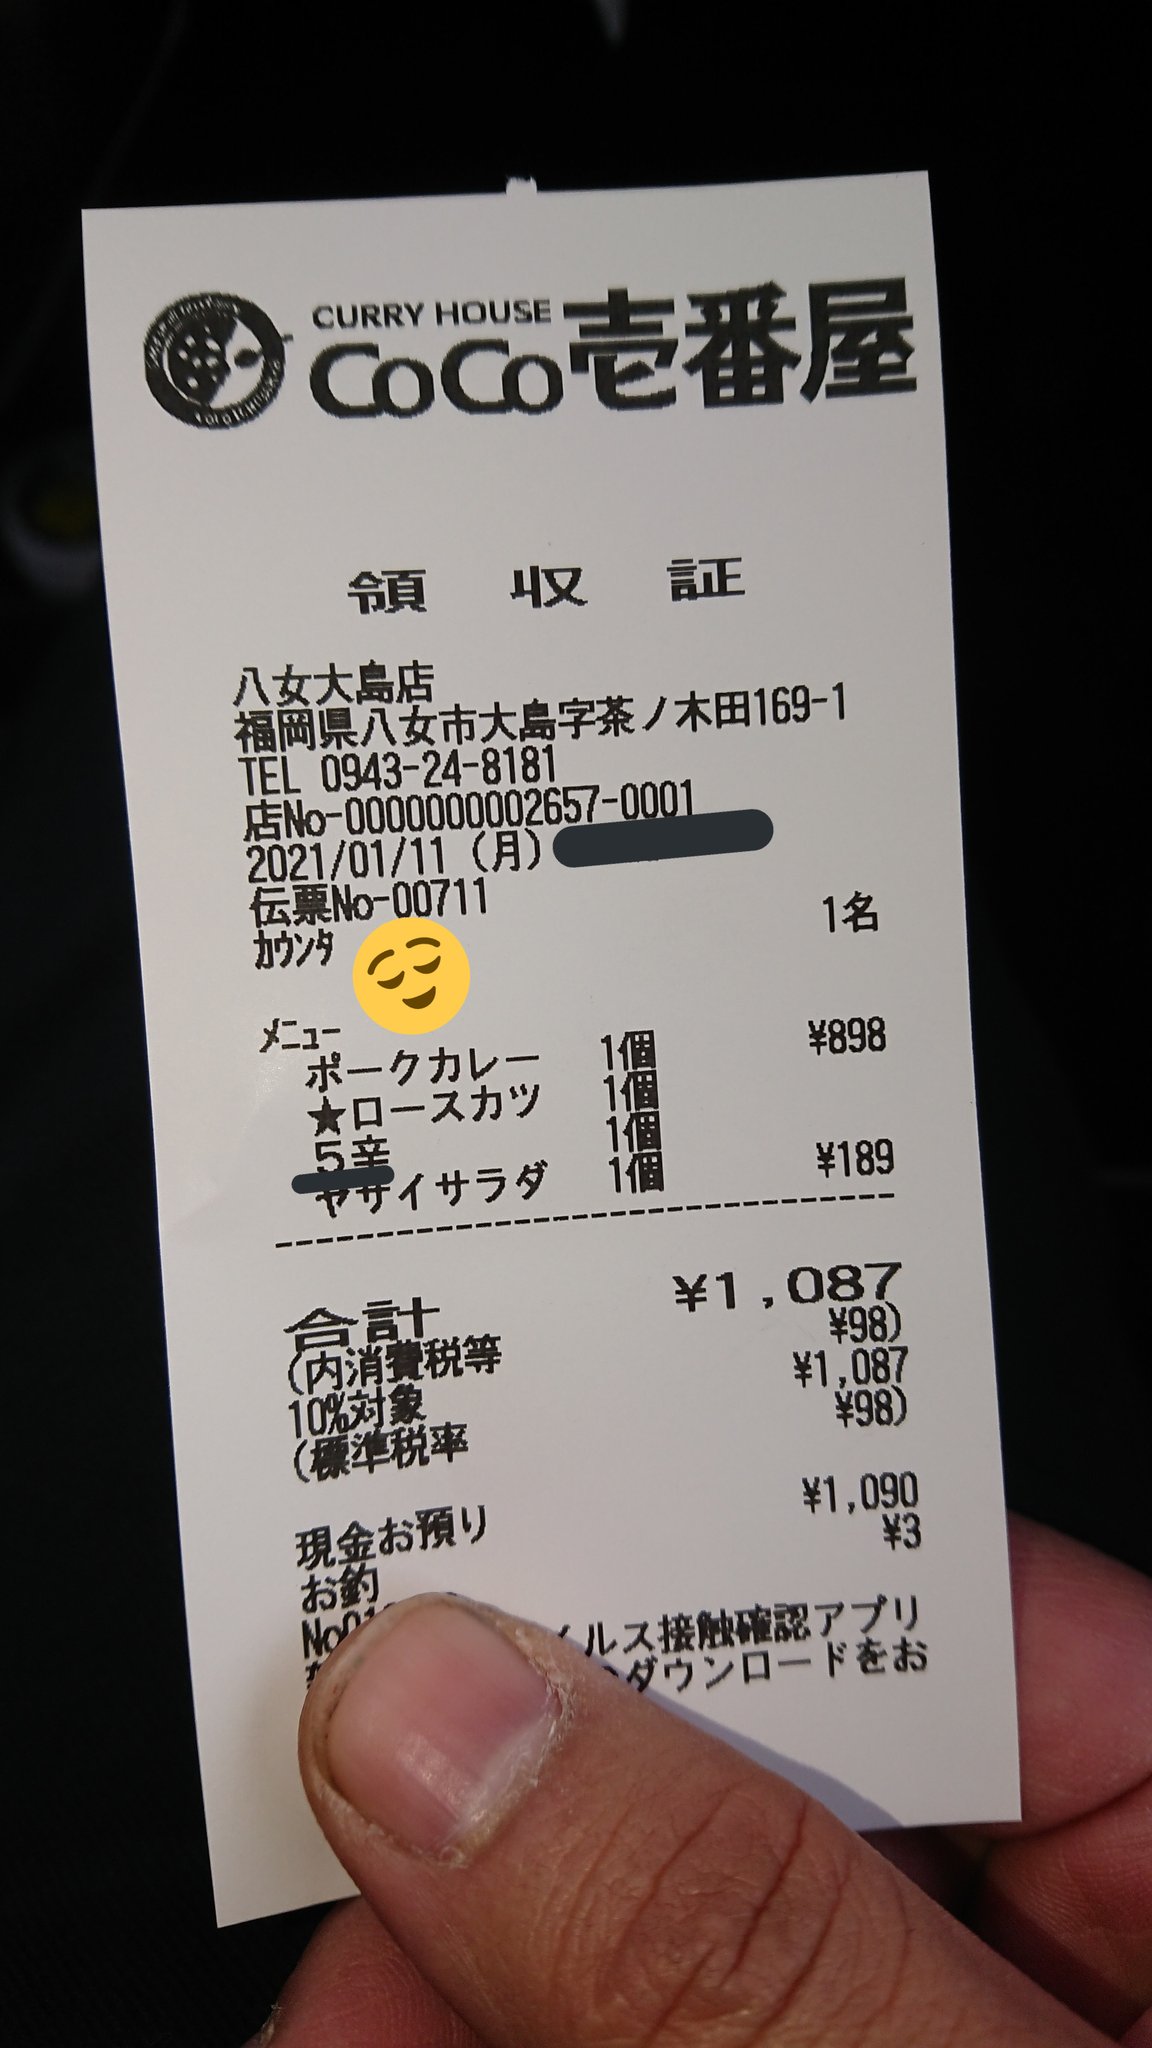 CURRY HOUSE
CoCo壱番屋
領 収 証
八女大島店
福岡県八女市大島字茶ノ木田169-1
TEL 0943-24-8181
店No-0000000002657-0001
2021/01/11 (月)
伝票No-00711
カウンタ 1名
メニュー
ポークカレー 1個 ¥898
★ロースカツ 1個
5辛 1個
ヤサイサラダ 1個 ¥189
合計 ¥1,087
(内消費税等 ¥98)
10%対象 ¥1,087
(標準税率 ¥98)
現金お預り ¥1,090
お釣 ¥3
ルス接触確認アプリ
ダウンロードをお